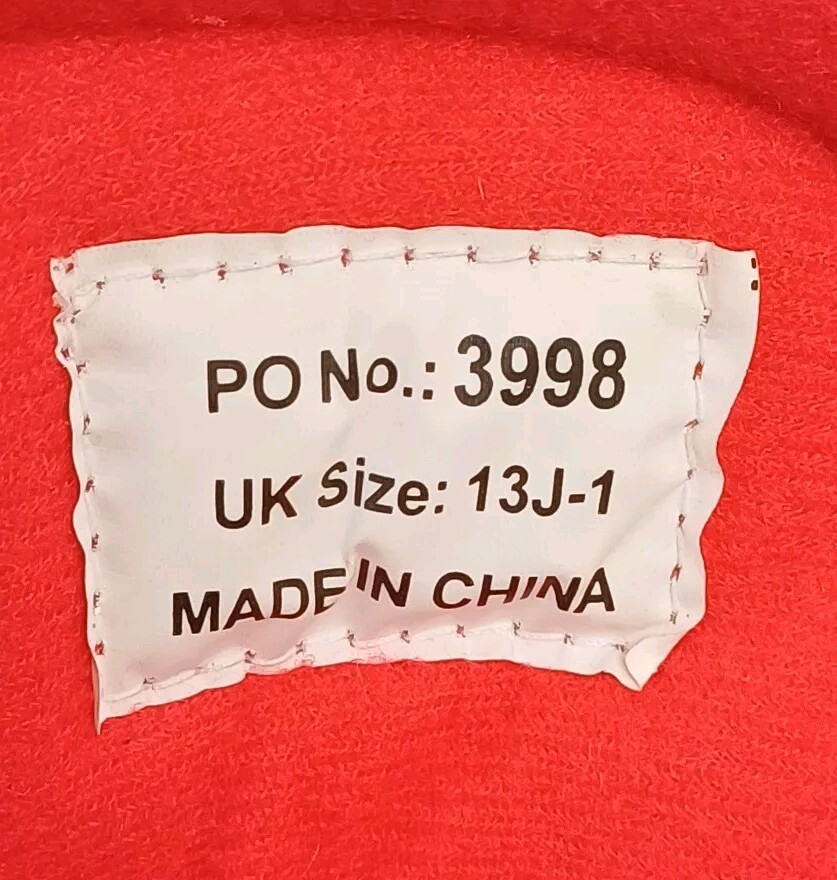 PO No.: 3998
UK Size: 13J-1
MADE IN CHINA